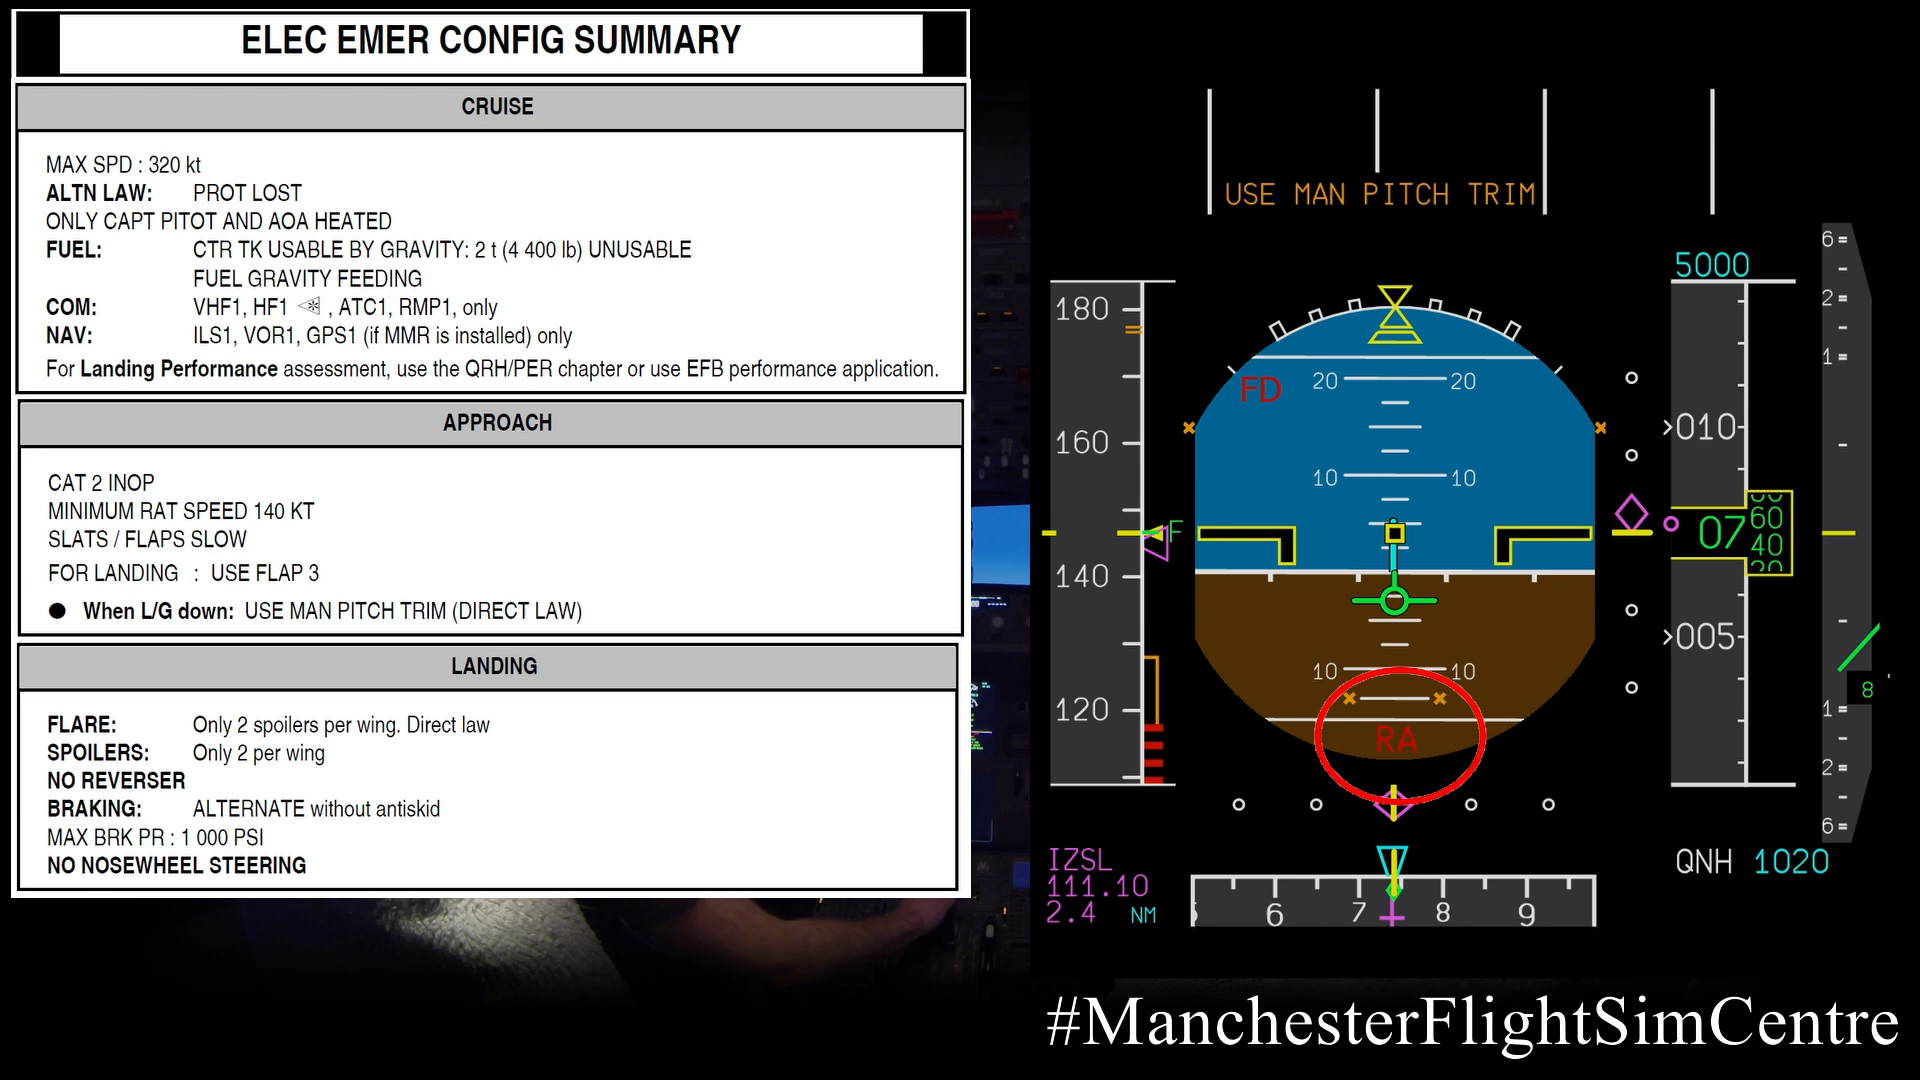 ELEC EMER CONFIG SUMMARY
CRUISE
MAX SPD : 320 kt
ALTN LAW: PROT LOST
ONLY CAPT PITOT AND AOA HEATED
FUEL: CTR TK USABLE BY GRAVITY: 2 t (4 400 lb) UNUSABLE
FUEL GRAVITY FEEDING
COM: VHF1, HF1 , ATC1, RMP1, only
NAV: ILS1, VOR1, GPS1 (if MMR is installed) only
For Landing Performance assessment, use the QRH/PER chapter or use EFB performance application.
APPROACH
CAT 2 INOP
MINIMUM RAT SPEED 140 KT
SLATS / FLAPS SLOW
FOR LANDING : USE FLAP 3
● When L/G down: USE MAN PITCH TRIM (DIRECT LAW)
LANDING
FLARE: Only 2 spoilers per wing. Direct law
SPOILERS: Only 2 per wing
NO REVERSER
BRAKING: ALTERNATE without antiskid
MAX BRK PR : 1 000 PSI
NO NOSEWHEEL STEERING
USE MAN PITCH TRIM
180
160
F
140
120
FD
20 20
10 10
10 10
RA
5000
010
07 60
40
005
6
2
1
8
1
2
6
IZSL
111.10
2.4 NM
QNH 1020
6 7 8 9
#ManchesterFlightSimCentre